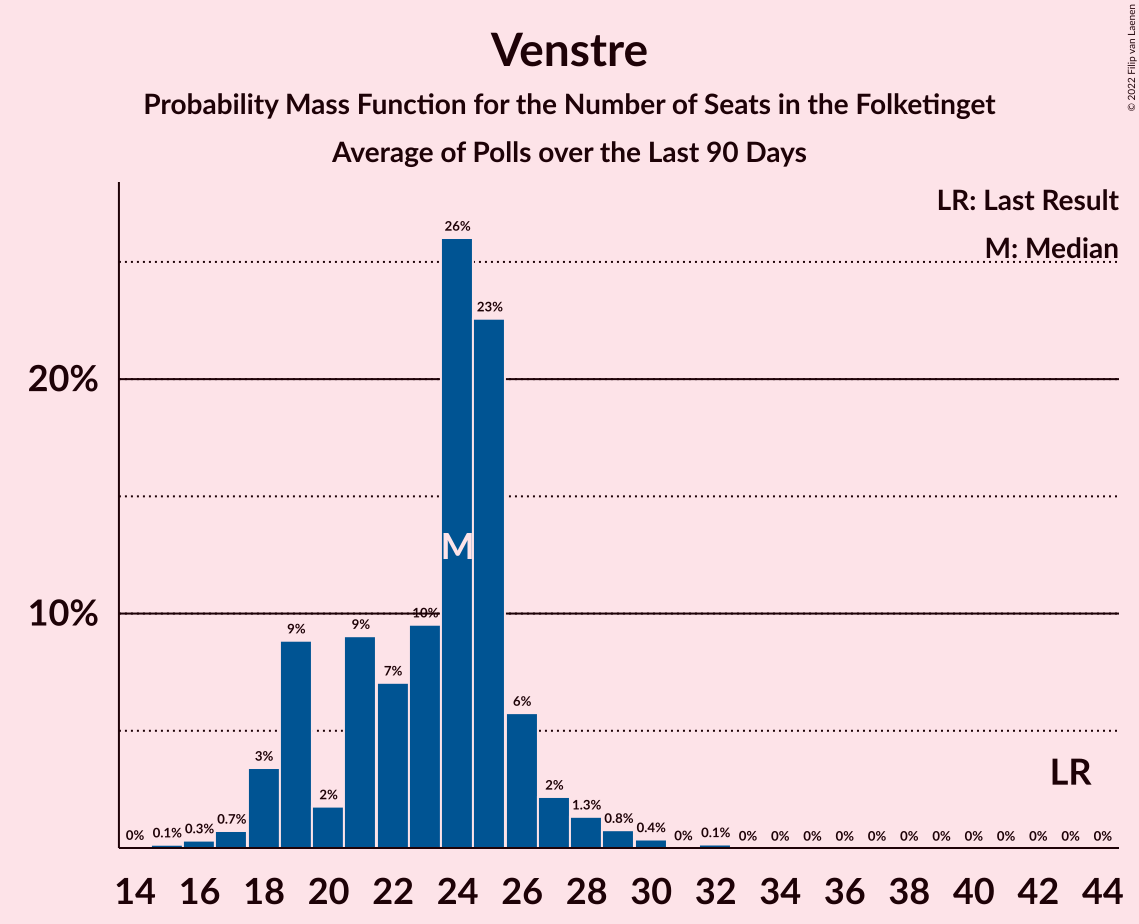 Venstre
Probability Mass Function for the Number of Seats in the Folketinget
Average of Polls over the Last 90 Days
© 2022 Filip van Laenen
LR: Last Result
M: Median
20%
10%
0% 0.1% 0.3% 0.7% 3% 9% 2% 9% 7% 10% 26% 23% 6% 2% 1.3% 0.8% 0.4% 0% 0.1% 0% 0% 0% 0% 0% 0% 0% 0% 0% 0% 0% 0%
M
LR
14 16 18 20 22 24 26 28 30 32 34 36 38 40 42 44